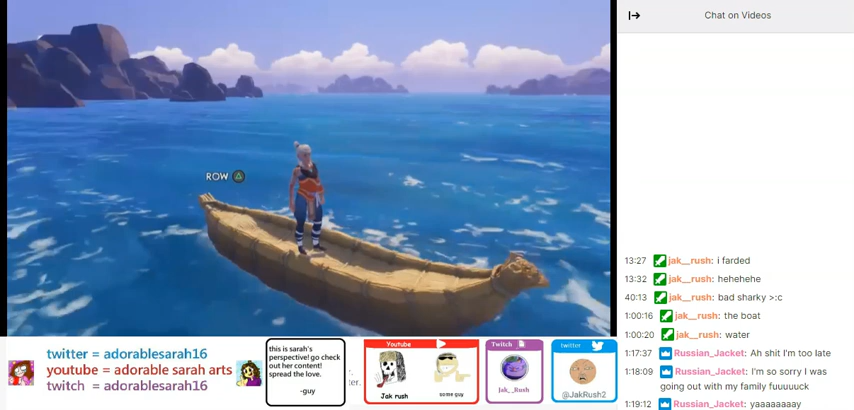 Chat on Videos
ROW
13:27 jak__rush: i farded
13:32 jak__rush: hehehehe
40:13 jak__rush: bad sharky >:c
1:00:16 jak__rush: the boat
1:00:20 jak__rush: water
1:17:37 Russian_Jacket: Ah shit I'm too late
1:18:09 Russian_Jacket: I'm so sorry I was
going out with my family fuuuuuck
1:19:12 Russian_Jacket: yaaaaaaaay
twitter = adorablesarah16
youtube = adorable sarah arts
twitch = adorablesarah16
this is sarah's
perspective! go check
out her content!
spread the love.
-guy
ter.
Youtube
Jak rush
some guy
Twitch
Jak_ _Rush
twitter
@JakRush2